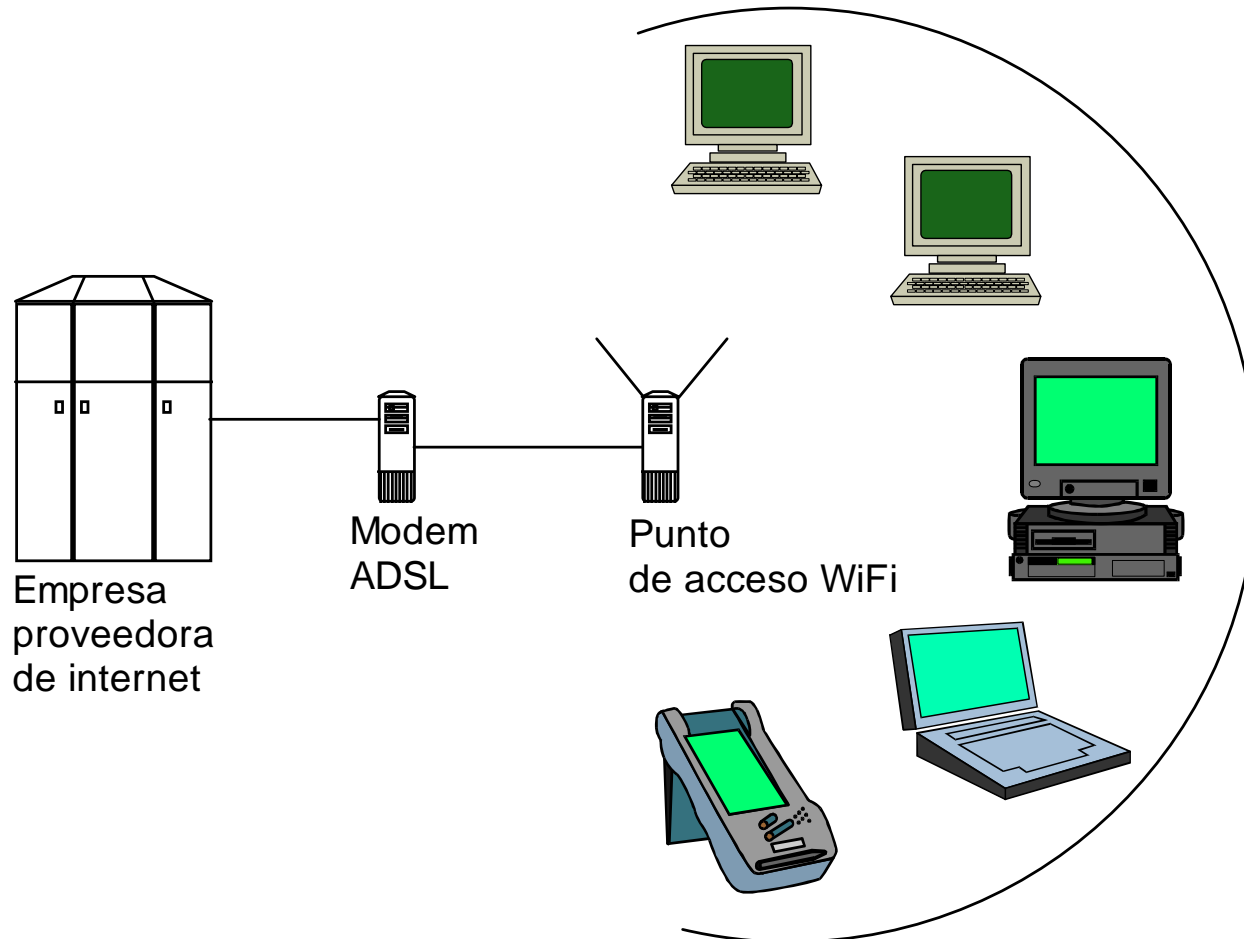 Empresa
proveedora
de internet
Modem
ADSL
Punto
de acceso WiFi